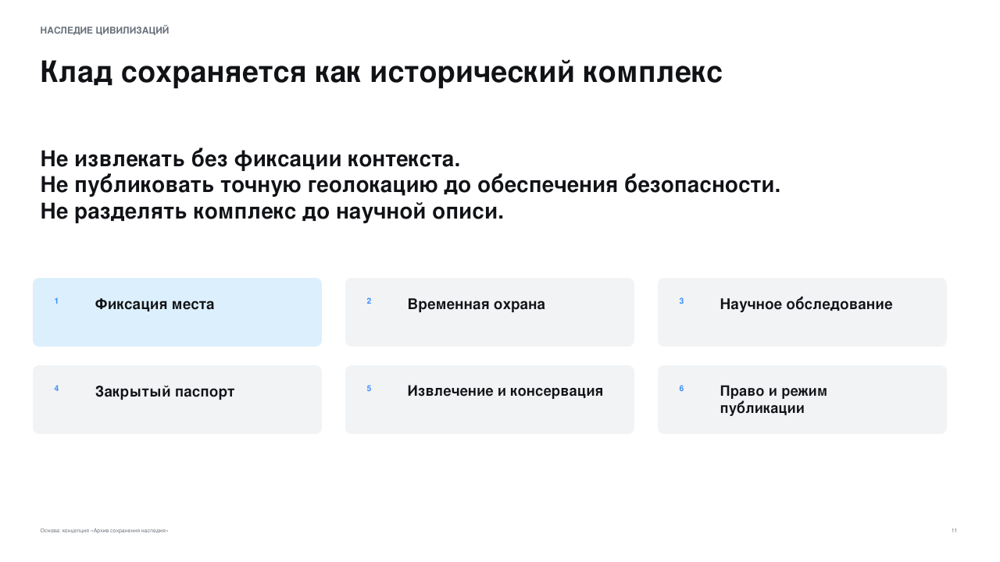 НАСЛЕДИЕ ЦИВИЛИЗАЦИЙ
Клад сохраняется как исторический комплекс
Не извлекать без фиксации контекста.
Не публиковать точную геолокацию до обеспечения безопасности.
Не разделять комплекс до научной описи.
1 Фиксация места
2 Временная охрана
3 Научное обследование
4 Закрытый паспорт
5 Извлечение и консервация
6 Право и режим
публикации
Основа: концепция «Архив сохранения наследия»
11